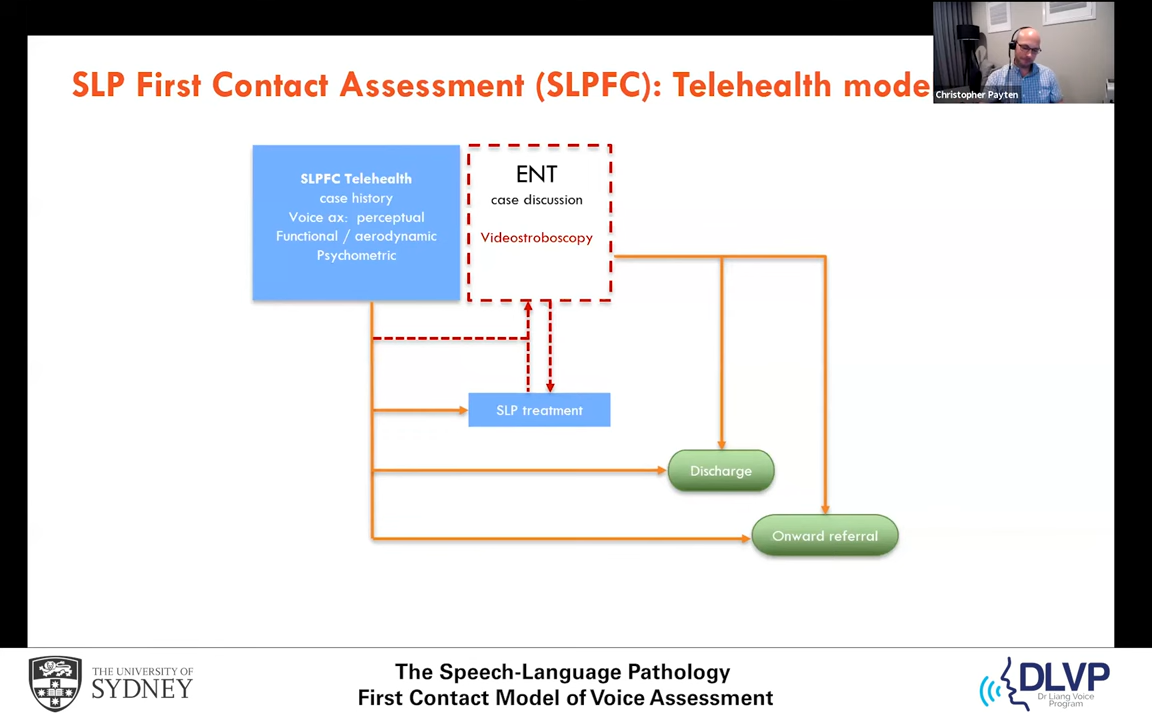 SLP First Contact Assessment (SLPFC): Telehealth mode
Christopher Payten
SLPFC Telehealth
case history
Voice ax: perceptual
Functional / aerodynamic
Psychometric
ENT
case discussion
Videostroboscopy
SLP treatment
Discharge
Onward referral
THE UNIVERSITY OF
SYDNEY
The Speech-Language Pathology
First Contact Model of Voice Assessment
DLVP
Dr Liang Voice
Program